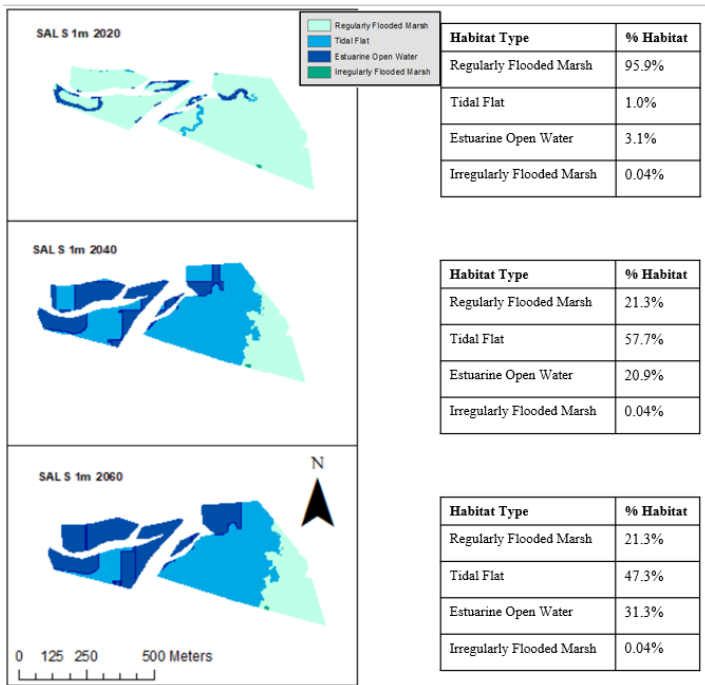 SAL S 1m 2020
Regularly Flooded Marsh
Tidal Flat
Estuarine Open Water
Irregularly Flooded Marsh
Habitat Type % Habitat
Regularly Flooded Marsh 95.9%
Tidal Flat 1.0%
Estuarine Open Water 3.1%
Irregularly Flooded Marsh 0.04%
SAL S 1m 2040
Habitat Type % Habitat
Regularly Flooded Marsh 21.3%
Tidal Flat 57.7%
Estuarine Open Water 20.9%
Irregularly Flooded Marsh 0.04%
SAL S 1m 2060
N
Habitat Type % Habitat
Regularly Flooded Marsh 21.3%
Tidal Flat 47.3%
Estuarine Open Water 31.3%
Irregularly Flooded Marsh 0.04%
0 125 250 500 Meters